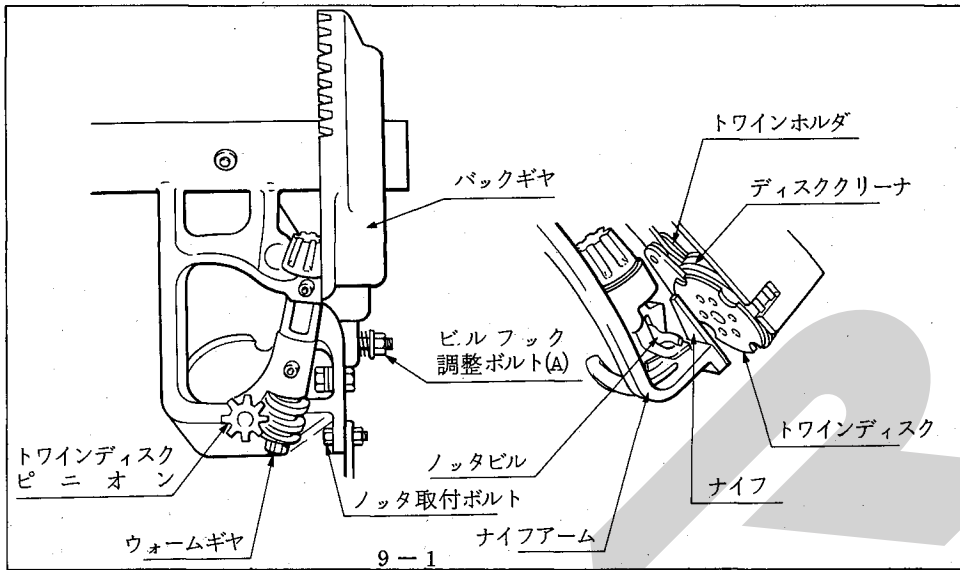 トワインホルダ
ディスククリーナ
バックギヤ
ビルフック
調整ボルト(A)
トワインディスク
ピニオン
ノッタビル
トワインディスク
ナイフ
ノッタ取付ボルト
ナイフアーム
ウォームギヤ
9－1